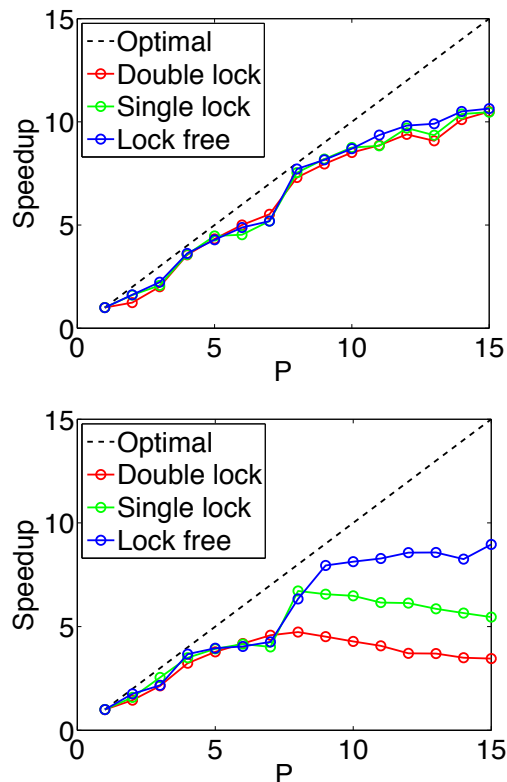 15
10
5
0
Speedup
Optimal
Double lock
Single lock
Lock free
0 5 10 15
P
15
10
5
0
Speedup
Optimal
Double lock
Single lock
Lock free
0 5 10 15
P